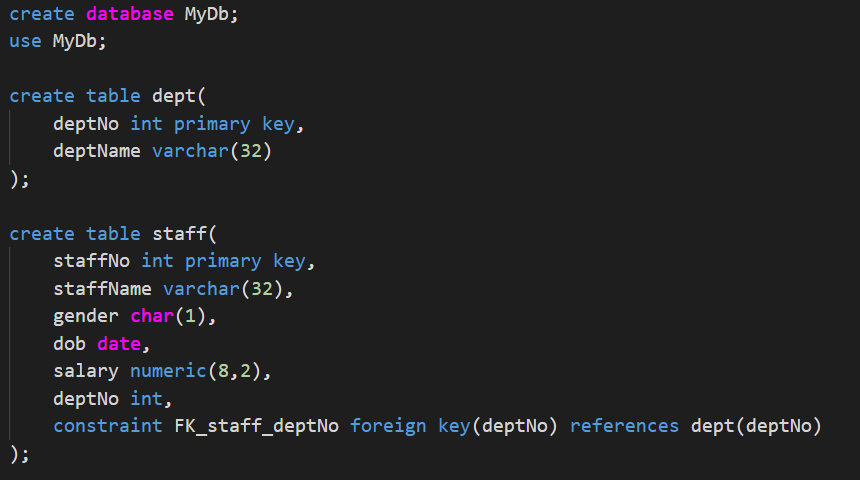 create database MyDb;
use MyDb;
create table dept(
deptNo int primary key,
deptName varchar(32)
);
create table staff(
staffNo int primary key,
staffName varchar(32),
gender char(1),
dob date,
salary numeric(8,2),
deptNo int,
constraint FK_staff_deptNo foreign key(deptNo) references dept(deptNo)
);